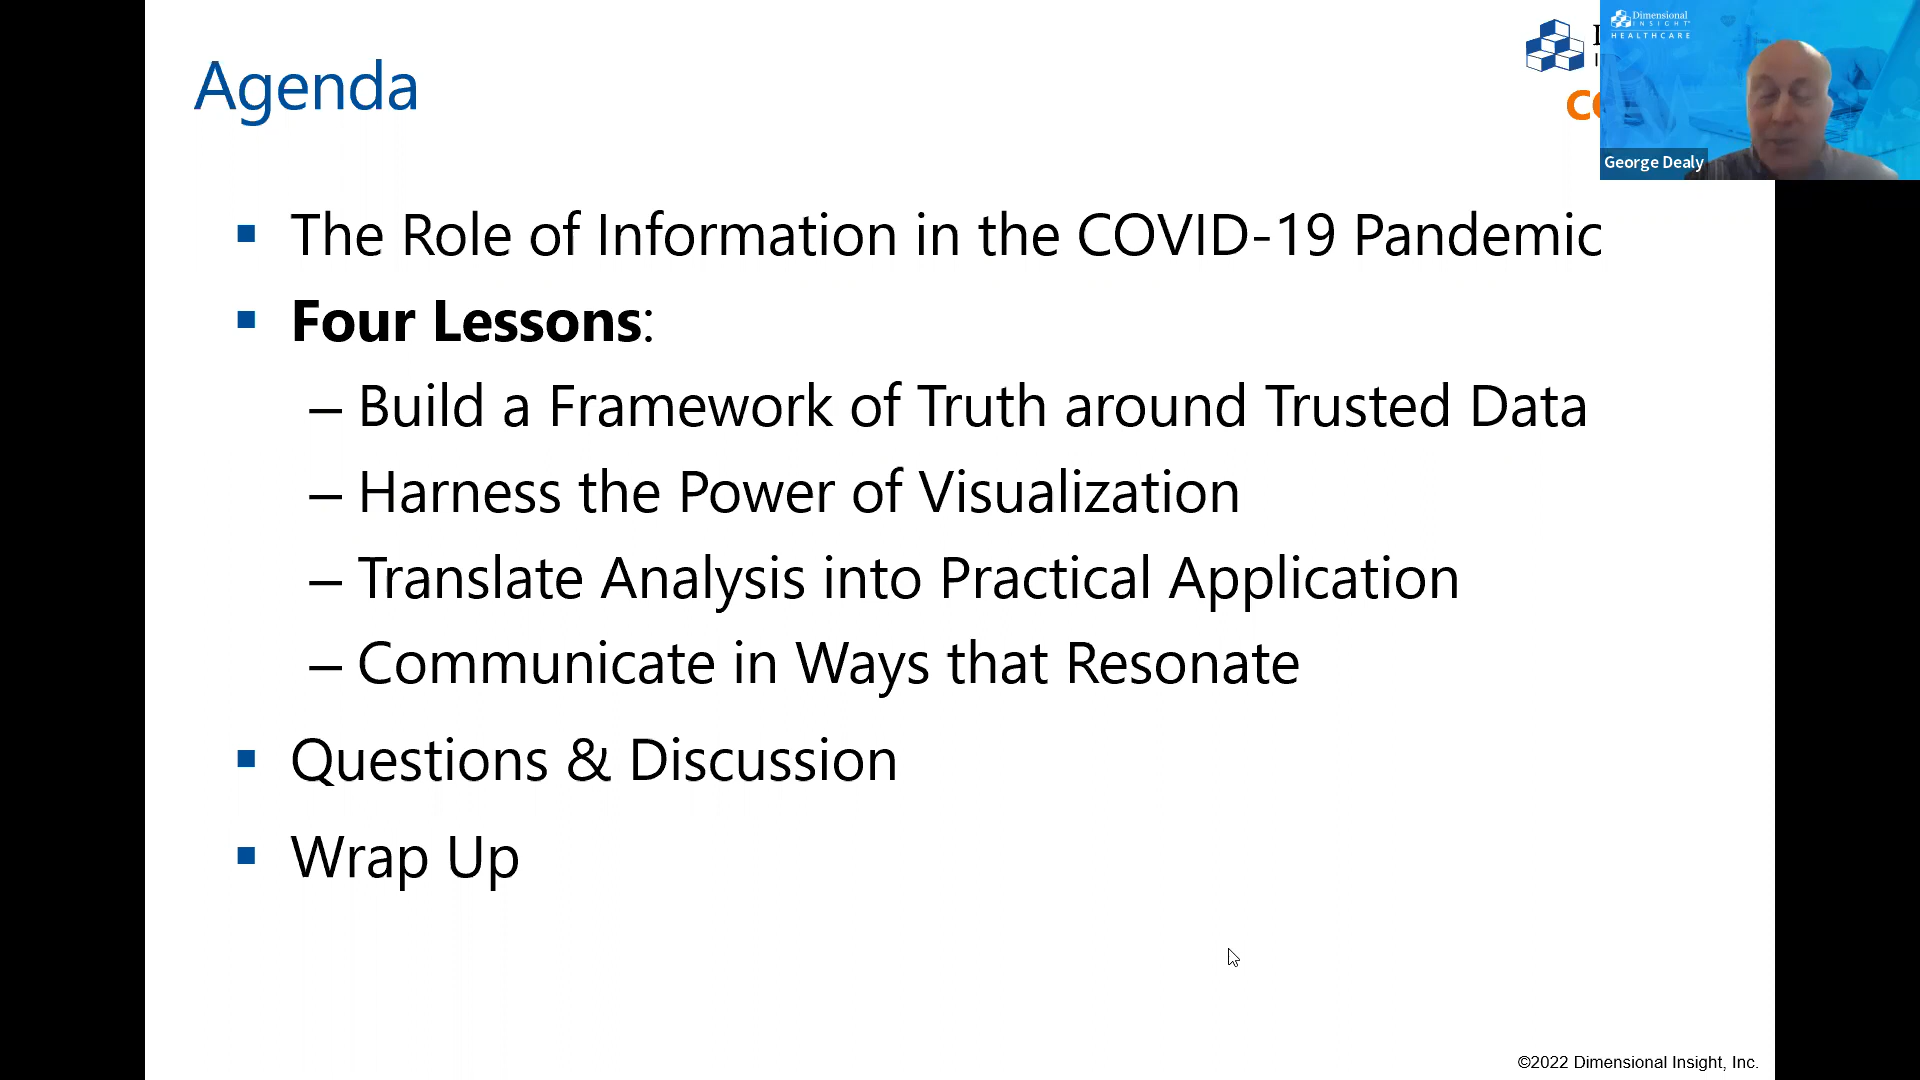 Agenda
Dimensional
INSIGHT
HEALTHCARE
George Dealy
The Role of Information in the COVID-19 Pandemic
Four Lessons:
– Build a Framework of Truth around Trusted Data
– Harness the Power of Visualization
– Translate Analysis into Practical Application
– Communicate in Ways that Resonate
Questions & Discussion
Wrap Up
©2022 Dimensional Insight, Inc.